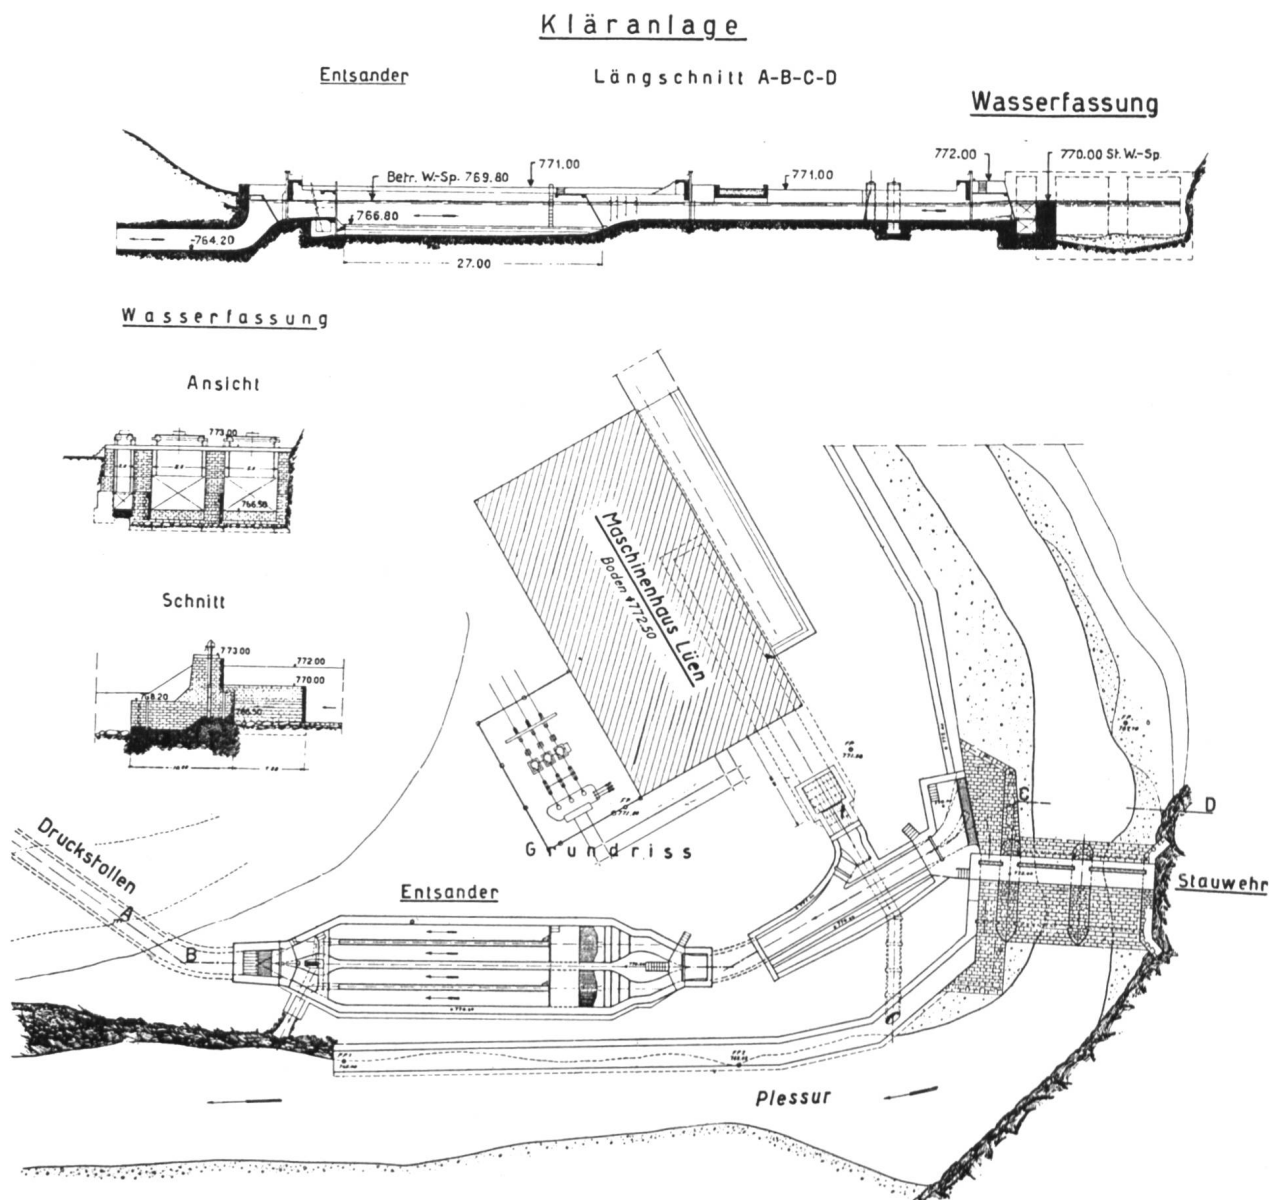 Kläranlage
Entsander
Längschnitt A-B-C-D
Wasserfassung
771.00
Betr. W.-Sp. 769.80
771.00
772.00
770.00 St. W.-Sp.
766.80
764.20
27.00
Wasserfassung
Ansicht
773.00
766.50
Schnitt
773.00
772.00
770.00
768.20
766.50
Maschinenhaus Lüen
Boden 772.50
Grundriss
Druckstollen
A
B
Entsander
C
D
Stauwehr
Plessur